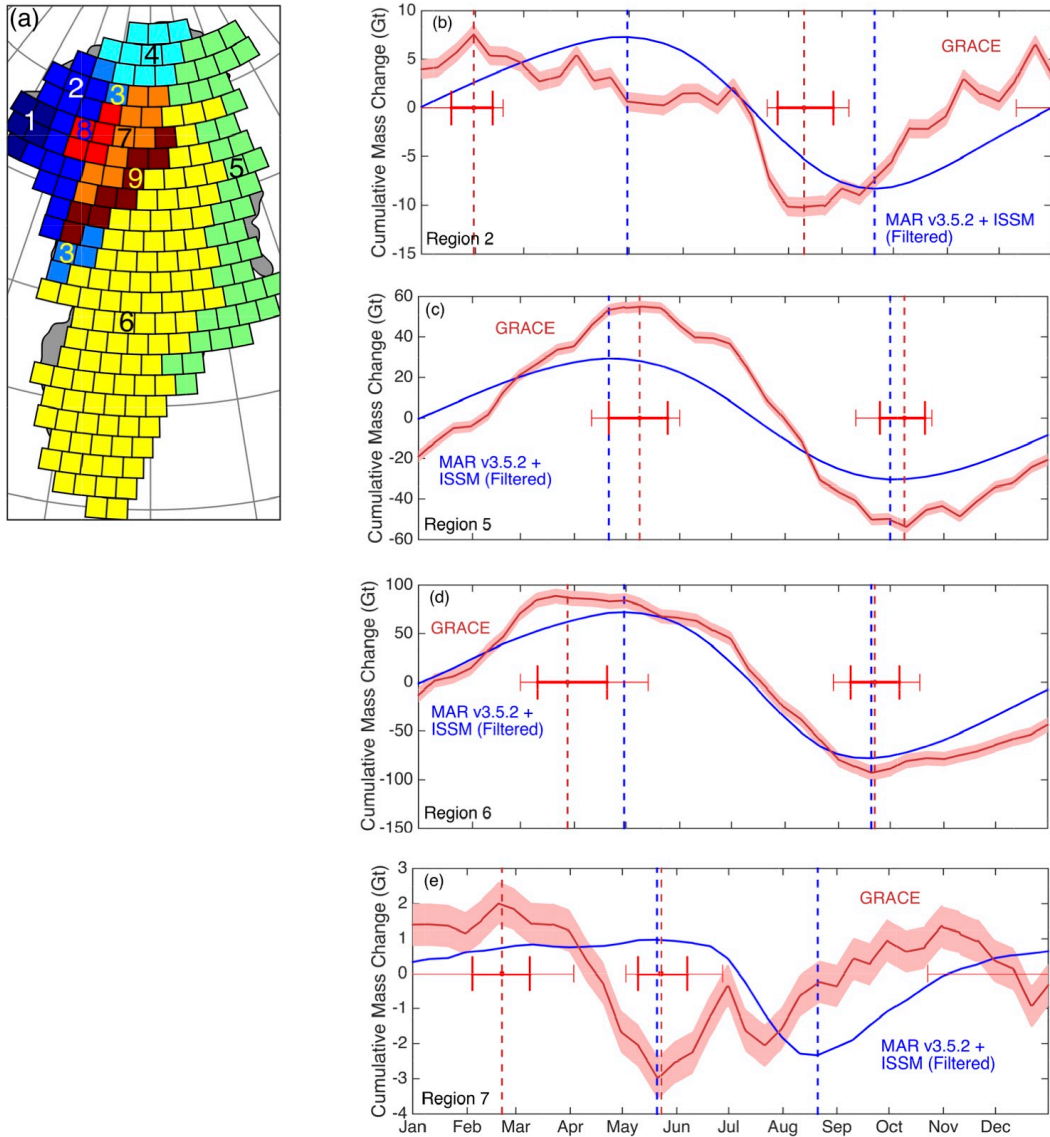 (a)
4
3
2
1
8
7
5
9
3
6
(b)
10
5
0
-5
-10
-15
Cumulative Mass Change (Gt)
GRACE
MAR v3.5.2 + ISSM
(Filtered)
Region 2
(c)
60
40
20
0
-20
-40
-60
Cumulative Mass Change (Gt)
GRACE
MAR v3.5.2 +
ISSM (Filtered)
Region 5
(d)
100
50
0
-50
-100
-150
Cumulative Mass Change (Gt)
GRACE
MAR v3.5.2 +
ISSM (Filtered)
Region 6
(e)
3
2
1
0
-1
-2
-3
-4
Cumulative Mass Change (Gt)
GRACE
MAR v3.5.2 +
ISSM (Filtered)
Region 7
Jan Feb Mar Apr May Jun Jul Aug Sep Oct Nov Dec